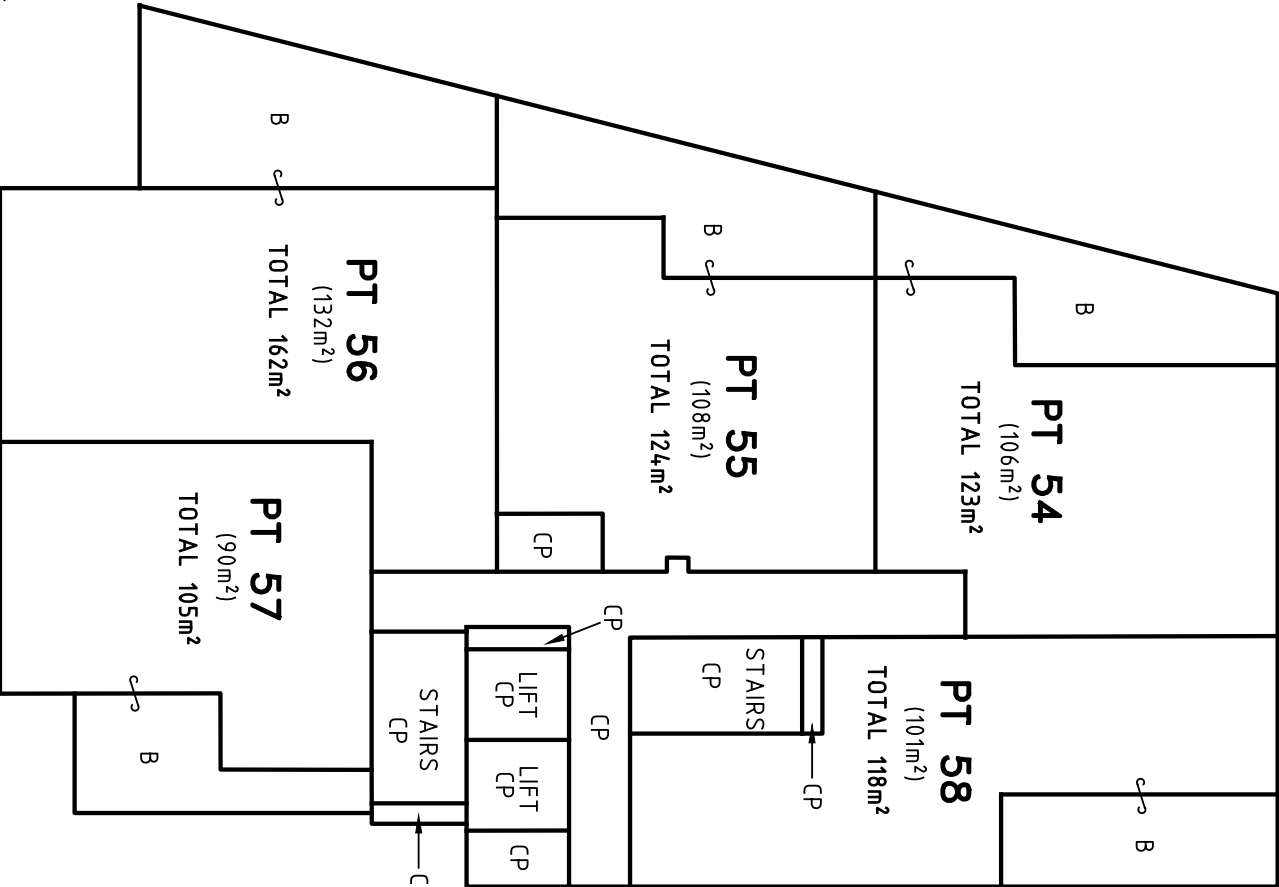 B
PT 56
(132m²)
TOTAL 162m²
B
PT 55
(108m²)
TOTAL 124m²
B
PT 54
(106m²)
TOTAL 123m²
PT 57
(90m²)
TOTAL 105m²
B
CP
CP
STAIRS
CP
LIFT
CP
LIFT
CP
CP
CP
STAIRS
CP
CP
PT 58
(101m²)
TOTAL 118m²
B